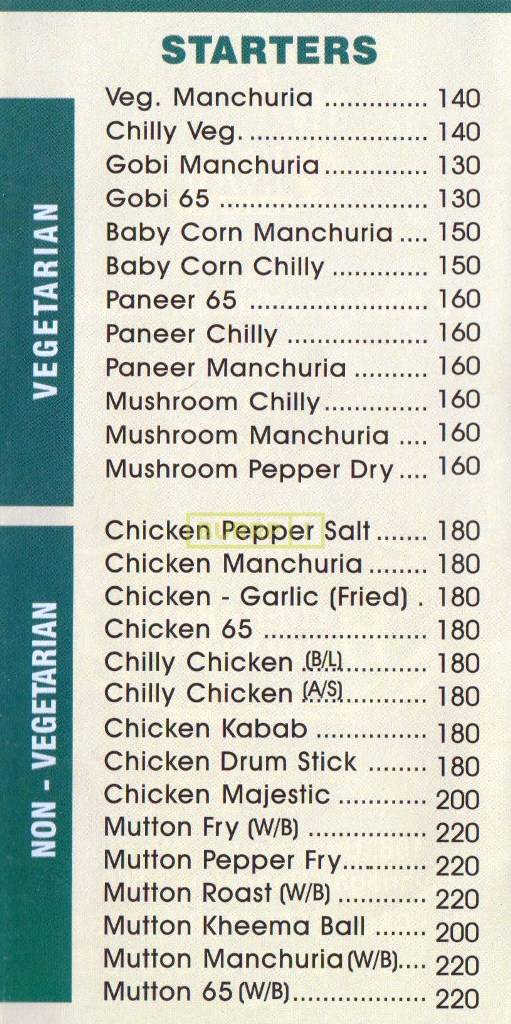 STARTERS
VEGETARIAN
Veg. Manchuria .............. 140
Chilly Veg. ........................ 140
Gobi Manchuria.............. 130
Gobi 65 ............................ 130
Baby Corn Manchuria .... 150
Baby Corn Chilly ............. 150
Paneer 65 ........................ 160
Paneer Chilly ................... 160
Paneer Manchuria .......... 160
Mushroom Chilly.............. 160
Mushroom Manchuria .... 160
Mushroom Pepper Dry .... 160
NON - VEGETARIAN
Chicken Pepper Salt ....... 180
Chicken Manchuria ........ 180
Chicken - Garlic (Fried) . 180
Chicken 65 ...................... 180
Chilly Chicken (B/L)........... 180
Chilly Chicken (A/S)........... 180
Chicken Kabab ............... 180
Chicken Drum Stick ........ 180
Chicken Majestic ............ 200
Mutton Fry (W/B) ................ 220
Mutton Pepper Fry........... 220
Mutton Roast (W/B) ............ 220
Mutton Kheema Ball ....... 200
Mutton Manchuria (W/B).... 220
Mutton 65 (W/B).................. 220